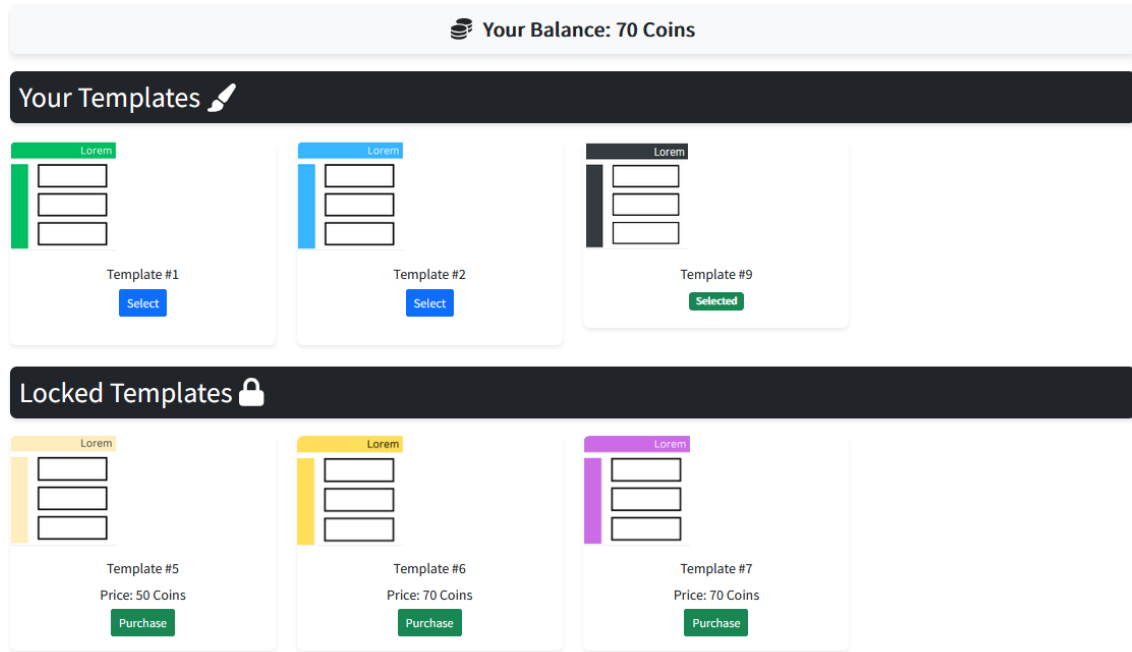 Your Balance: 70 Coins
Your Templates
Lorem
Lorem
Lorem
Template #1
Template #2
Template #9
Select
Select
Selected
Locked Templates
Lorem
Lorem
Lorem
Template #5
Template #6
Template #7
Price: 50 Coins
Price: 70 Coins
Price: 70 Coins
Purchase
Purchase
Purchase